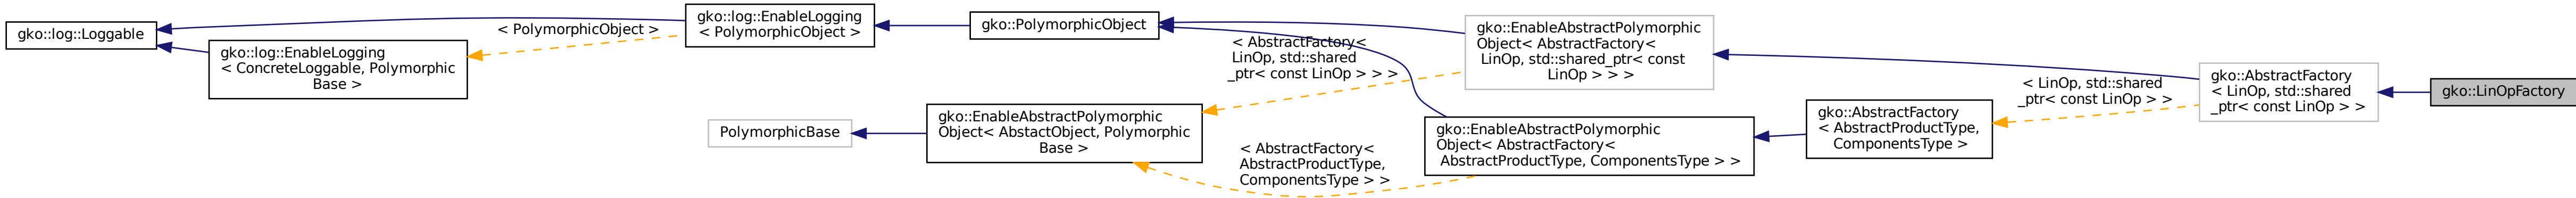 gko::log::Loggable
gko::log::EnableLogging
< ConcreteLoggable, Polymorphic
Base >
< PolymorphicObject >
gko::log::EnableLogging
< PolymorphicObject >
gko::PolymorphicObject
PolymorphicBase
gko::EnableAbstractPolymorphic
Object< AbstactObject, Polymorphic
Base >
< AbstractFactory<
LinOp, std::shared
_ptr< const LinOp > > >
< AbstractFactory<
AbstractProductType,
ComponentsType > >
gko::EnableAbstractPolymorphic
Object< AbstractFactory<
LinOp, std::shared_ptr< const
LinOp > > >
gko::EnableAbstractPolymorphic
Object< AbstractFactory<
AbstractProductType, ComponentsType > >
gko::AbstractFactory
< AbstractProductType,
ComponentsType >
< LinOp, std::shared
_ptr< const LinOp > >
gko::AbstractFactory
< LinOp, std::shared
_ptr< const LinOp > >
gko::LinOpFactory